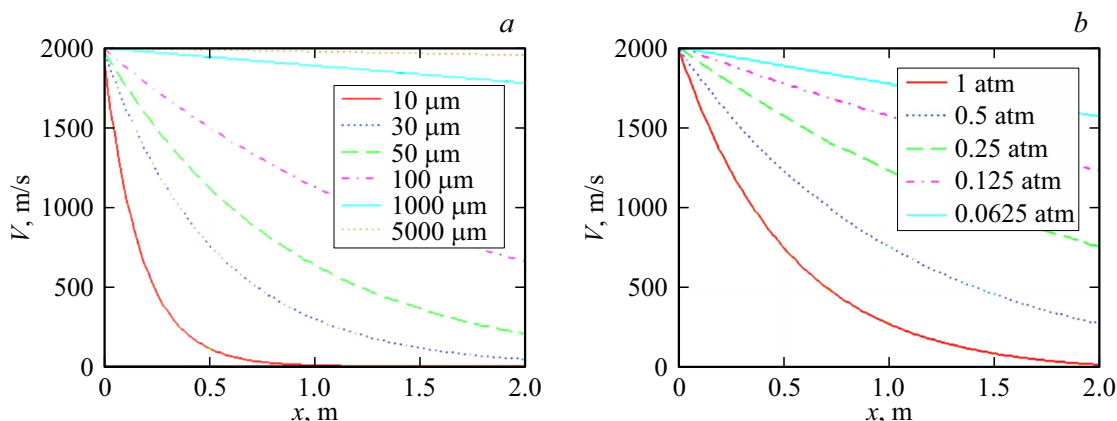 a
2000
1500
1000
500
0
V, m/s
0
0.5
1.0
1.5
2.0
x, m
10 μm
30 μm
50 μm
100 μm
1000 μm
5000 μm
b
2000
1500
1000
500
0
V, m/s
0
0.5
1.0
1.5
2.0
x, m
1 atm
0.5 atm
0.25 atm
0.125 atm
0.0625 atm